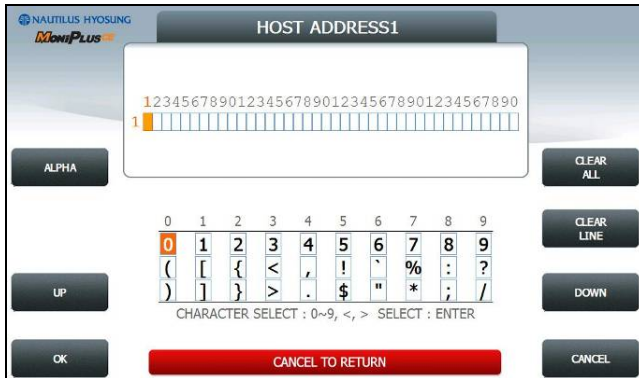 NAUTILUS HYOSUNG
MoniPlus CE
HOST ADDRESS1
1234567890123456789012345678901234567890
1
ALPHA
CLEAR
ALL
0 1 2 3 4 5 6 7 8 9
0 1 2 3 4 5 6 7 8 9
( [ { < , ! ` % : ?
) ] } > . $ " * ; /
CLEAR
LINE
UP
DOWN
CHARACTER SELECT : 0~9, <, > SELECT : ENTER
OK
CANCEL TO RETURN
CANCEL